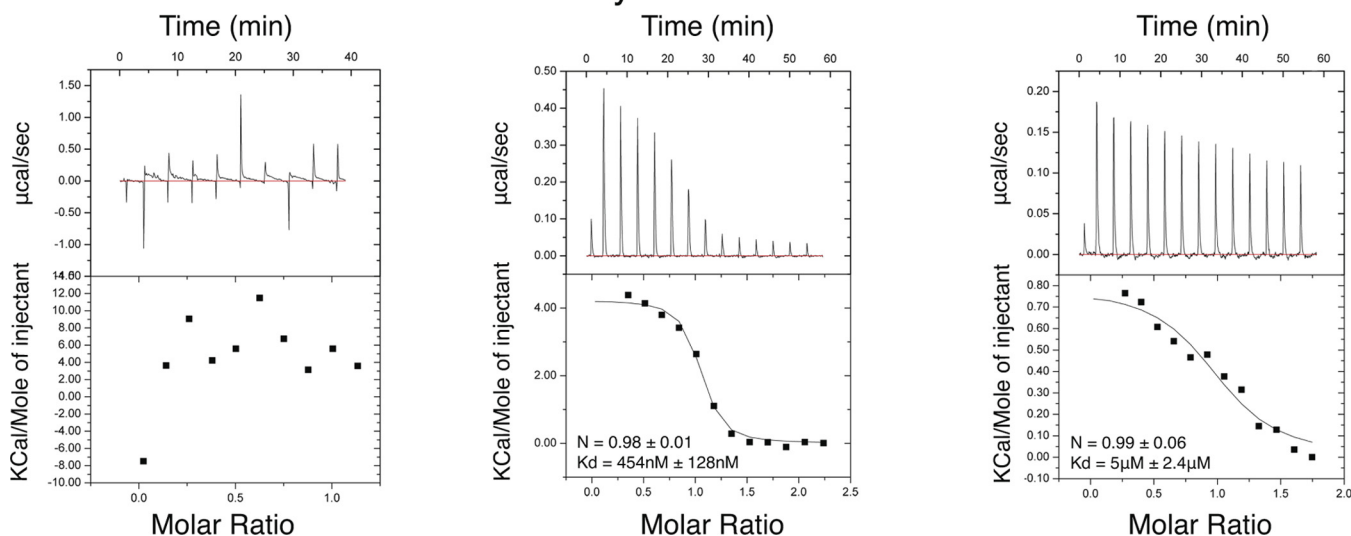 Time (min)
0 10 20 30 40
1.50
1.00
0.50
0.00
-0.50
-1.00
µcal/sec
12.00
10.00
8.00
6.00
4.00
2.00
0.00
-2.00
-4.00
-6.00
-8.00
-10.00
KCal/Mole of injectant
0.0 0.5 1.0
Molar Ratio
Time (min)
0 10 20 30 40 50 60
0.50
0.40
0.30
0.20
0.10
0.00
µcal/sec
4.00
2.00
0.00
KCal/Mole of injectant
N = 0.98 ± 0.01
Kd = 454nM ± 128nM
0.0 0.5 1.0 1.5 2.0 2.5
Molar Ratio
Time (min)
0 10 20 30 40 50 60
0.20
0.15
0.10
0.05
0.00
µcal/sec
0.80
0.70
0.60
0.50
0.40
0.30
0.20
0.10
0.00
-0.10
KCal/Mole of injectant
N = 0.99 ± 0.06
Kd = 5µM ± 2.4µM
0.0 0.5 1.0 1.5 2.0
Molar Ratio